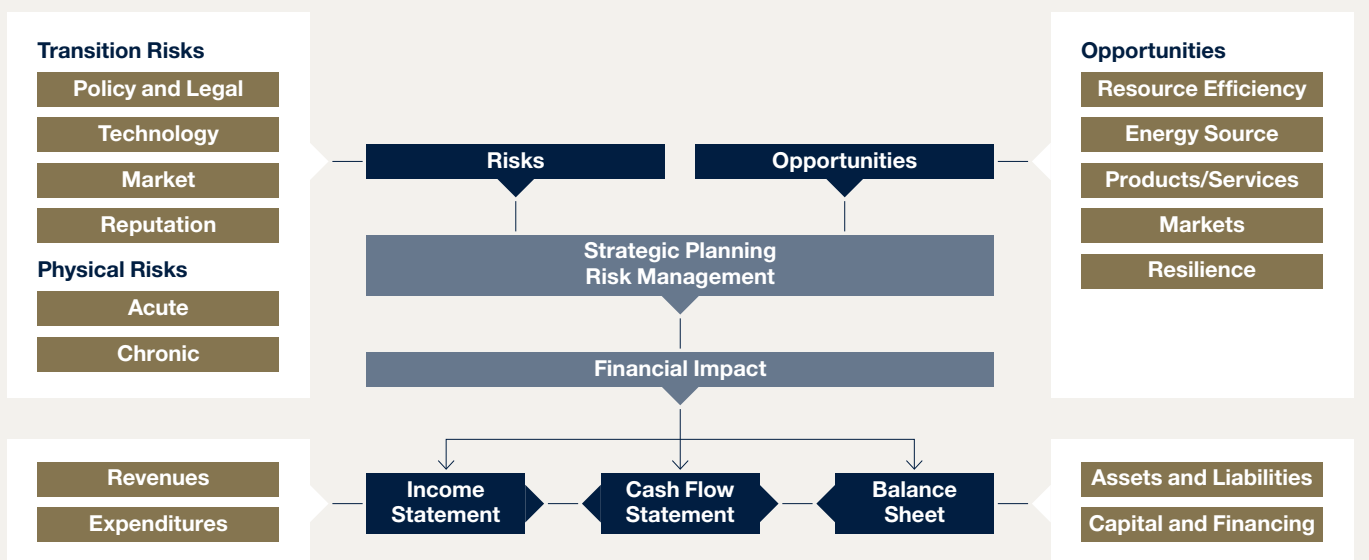 Transition Risks
Policy and Legal
Technology
Market
Reputation
Physical Risks
Acute
Chronic
Risks
Opportunities
Strategic Planning
Risk Management
Financial Impact
Opportunities
Resource Efficiency
Energy Source
Products/Services
Markets
Resilience
Revenues
Expenditures
Income
Statement
Cash Flow
Statement
Balance
Sheet
Assets and Liabilities
Capital and Financing